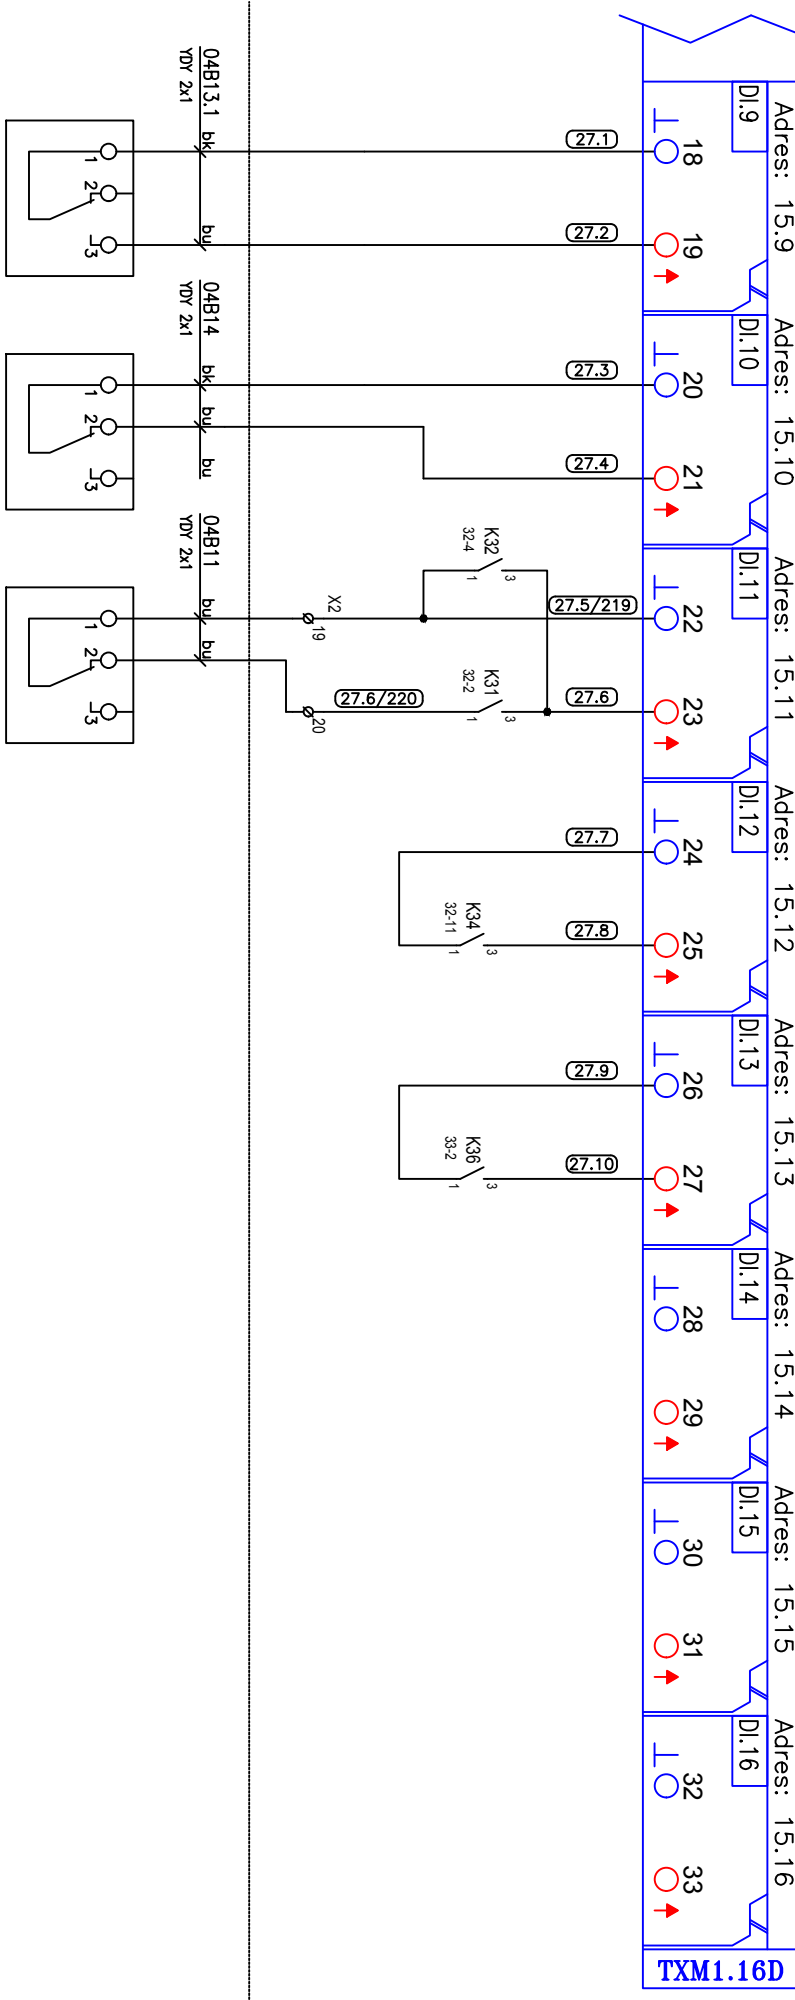 Adres: 15.9
Adres: 15.10
Adres: 15.11
Adres: 15.12
Adres: 15.13
Adres: 15.14
Adres: 15.15
Adres: 15.16
DI.9
DI.10
DI.11
DI.12
DI.13
DI.14
DI.15
DI.16
TXM1.16D
18
19
20
21
22
23
24
25
26
27
28
29
30
31
32
33
27.1
27.2
27.3
27.4
27.5/219
27.6
27.7
27.8
27.9
27.10
K32
32-4
1
3
K31
32-2
1
3
K34
32-11
1
3
K36
33-2
1
3
27.6/220
X2
19
20
04B13.1
YDY 2x1
bk
bu
04B14
YDY 2x1
bk
bu
bu
04B11
YDY 2x1
bu
bu
1
2
3
1
2
3
1
2
3